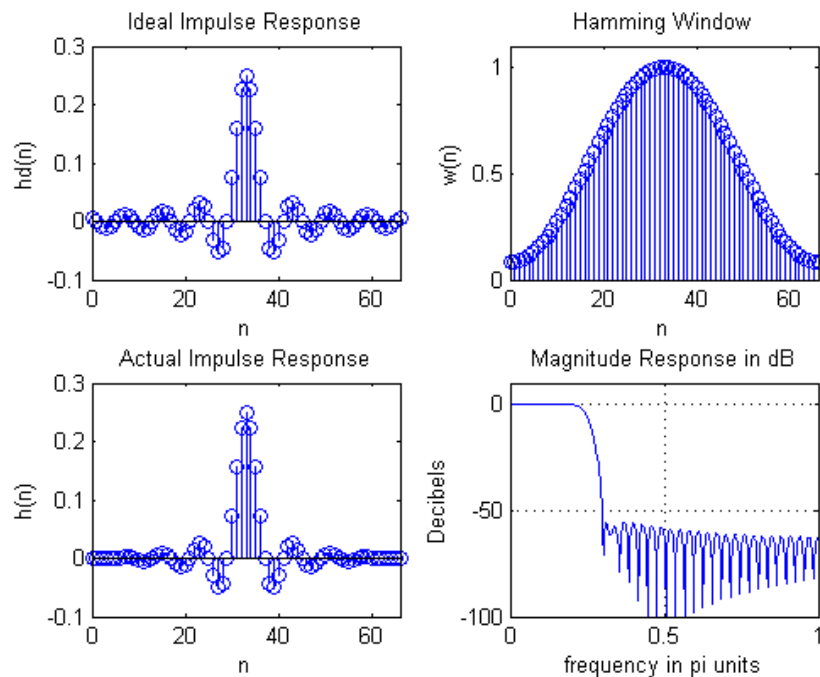 Ideal Impulse Response
0.3
0.2
0.1
0
-0.1
hd(n)
0 20 40 60
n
Hamming Window
1
0.5
0
w(n)
0 20 40 60
n
Actual Impulse Response
0.3
0.2
0.1
0
-0.1
h(n)
0 20 40 60
n
Magnitude Response in dB
0
-50
-100
Decibels
0 0.5 1
frequency in pi units